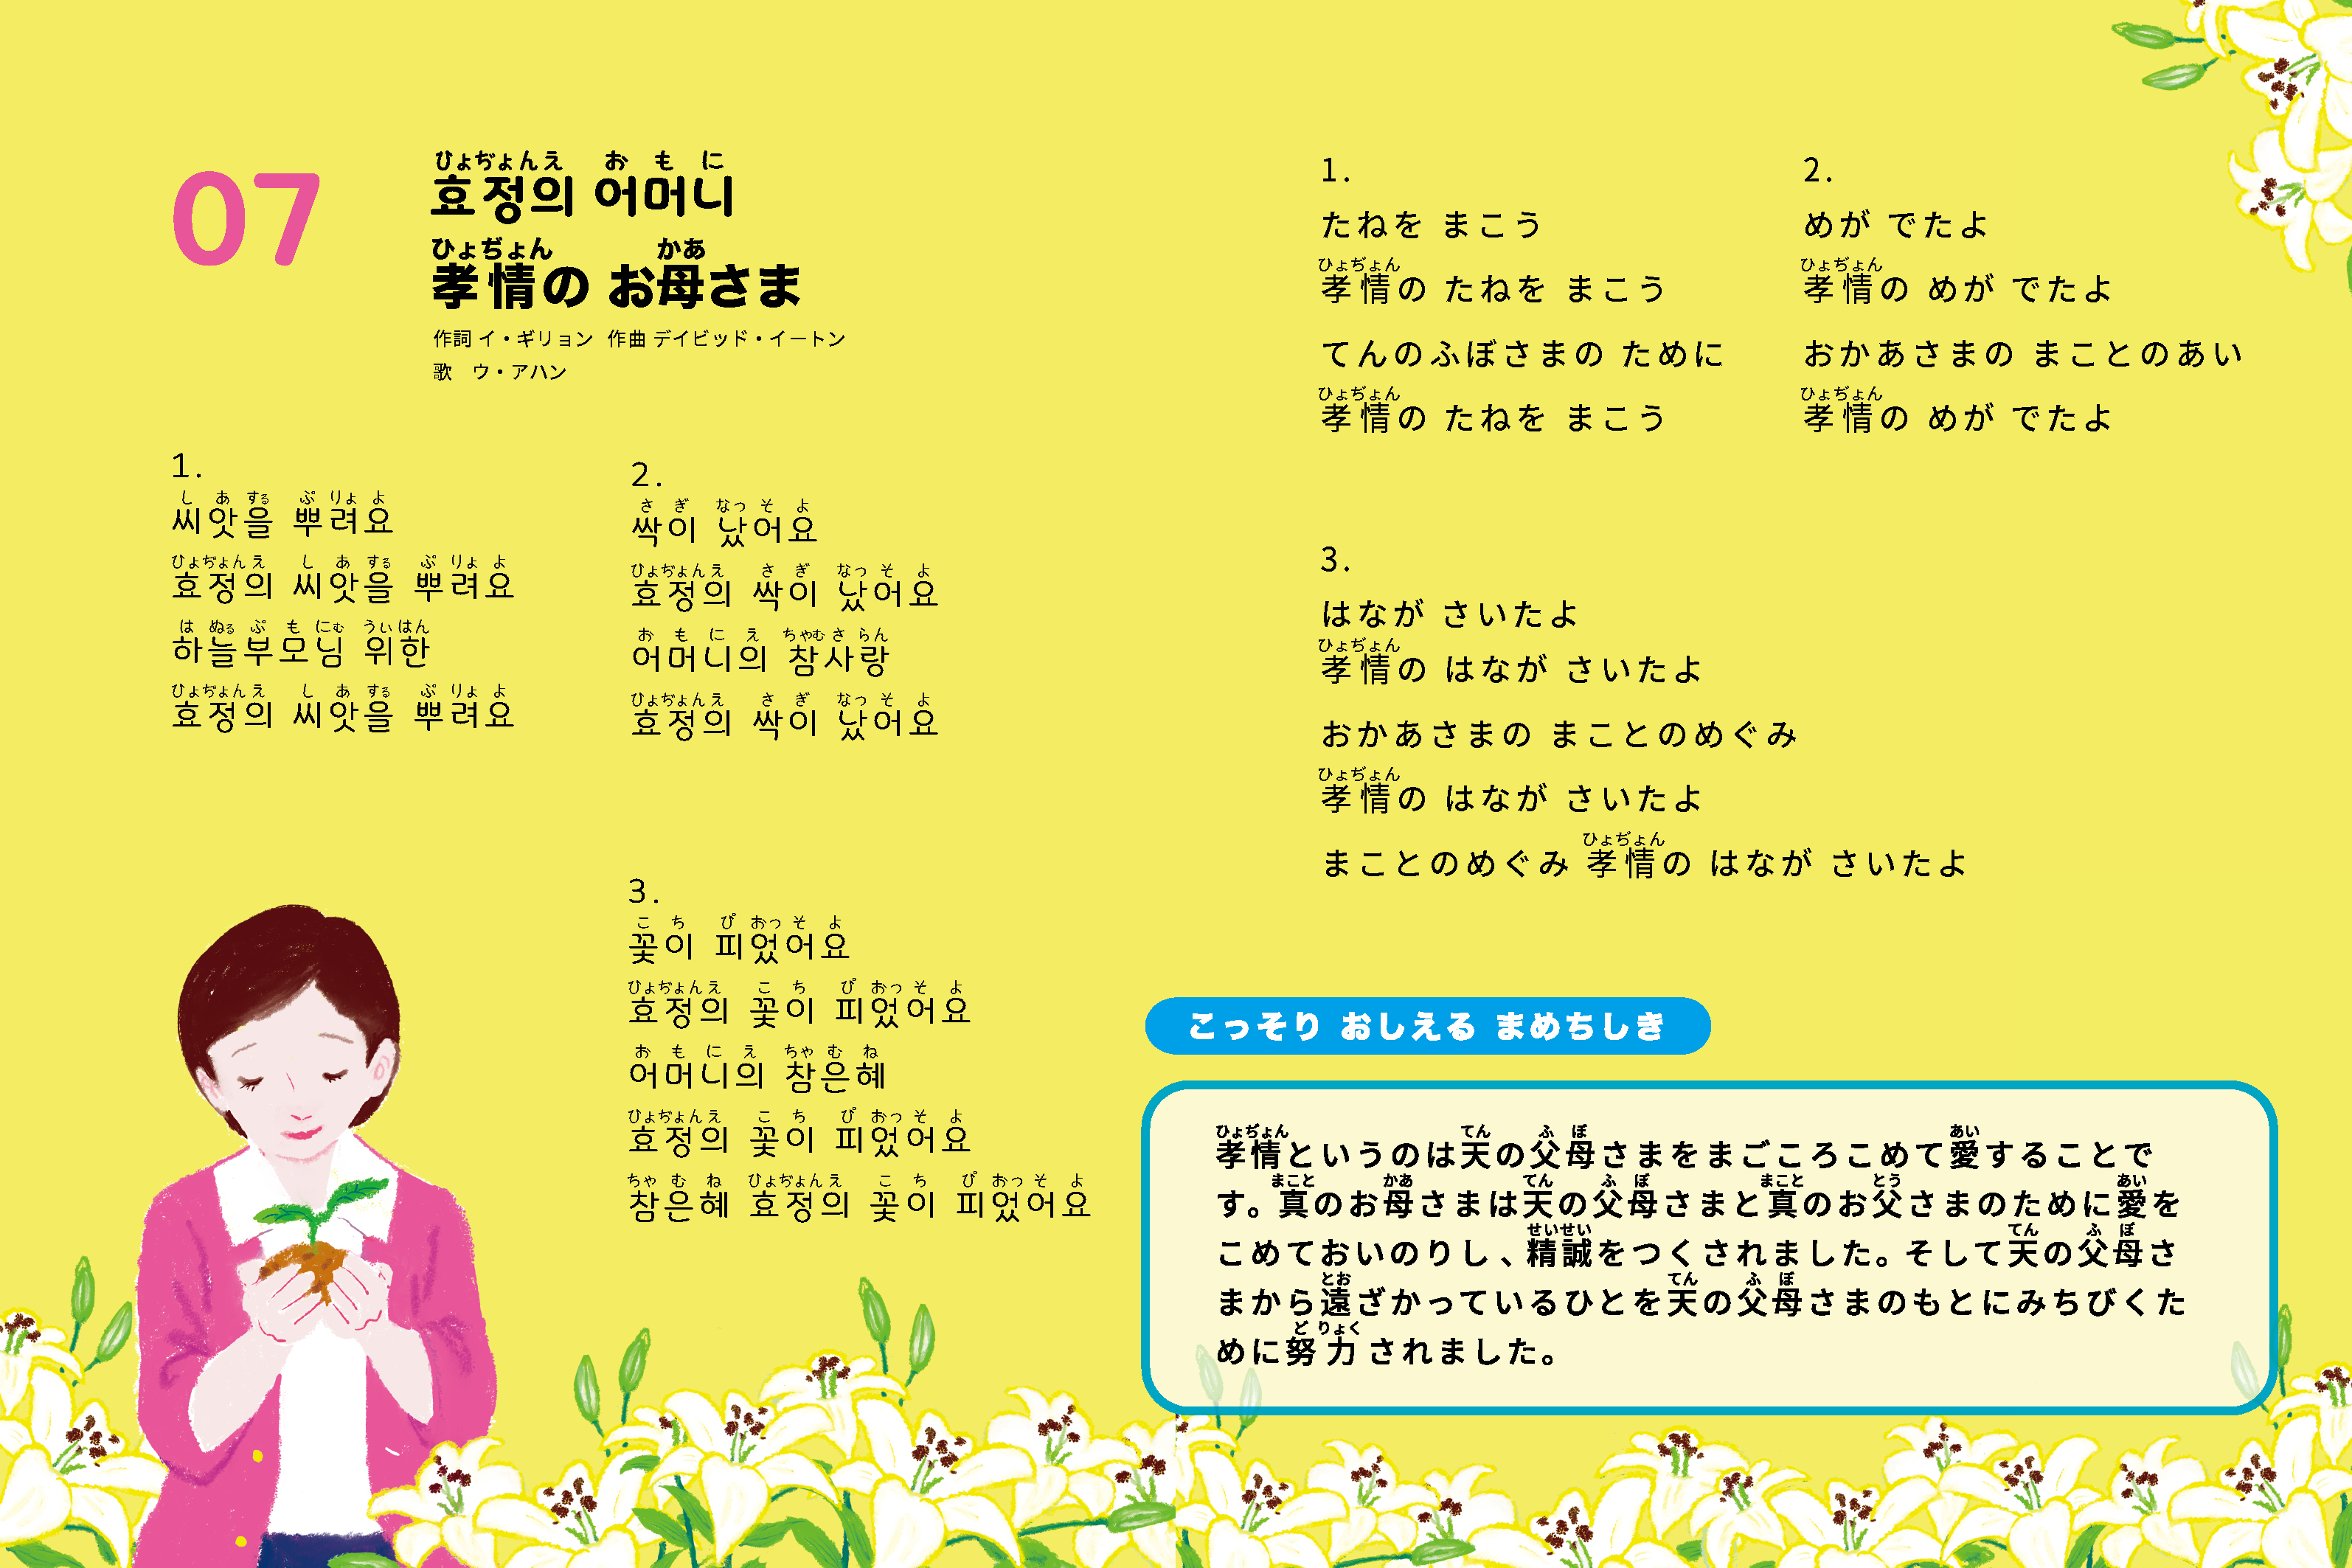 07
ひょぢょんえ お も に
효정의 어머니
ひょぢょん かあ
孝情の お母さま
作詞 イ・ギリョン 作曲 デイビッド・イートン
歌 ウ・アハン
1.
し あ する ぷ りょ よ
씨앗을 뿌려요
ひょぢょんえ し あ する ぷ りょ よ
효정의 씨앗을 뿌려요
は ぬる ぷ も にむ うぃはん
하늘부모님 위한
ひょぢょんえ し あ する ぷ りょ よ
효정의 씨앗을 뿌려요
2.
さ ぎ なっ そ よ
싹이 났어요
ひょぢょんえ さ ぎ なっ そ よ
효정의 싹이 났어요
お も に え ちゃむ さ らん
어머니의 참사랑
ひょぢょんえ さ ぎ なっ そ よ
효정의 싹이 났어요
3.
こ ち ぴ おっ そ よ
꽃이 피었어요
ひょぢょんえ こ ち ぴ おっ そ よ
효정의 꽃이 피었어요
お も に え ちゃ む ね
어머니의 참은혜
ひょぢょんえ こ ち ぴ おっ そ よ
효정의 꽃이 피었어요
ちゃ む ね ひょぢょんえ こ ち ぴ おっ そ よ
참은혜 효정의 꽃이 피었어요
1.
たねを まこう
ひょぢょん
孝情の たねを まこう
てんのふぼさまの ために
ひょぢょん
孝情の たねを まこう
2.
めが でたよ
ひょぢょん
孝情の めが でたよ
おかあさまの まことのあい
ひょぢょん
孝情の めが でたよ
3.
はなが さいたよ
ひょぢょん
孝情の はなが さいたよ
おかあさまの まことのめぐみ
ひょぢょん
孝情の はなが さいたよ
ひょぢょん
まことのめぐみ 孝情の はなが さいたよ
こっそり おしえる まめちしき
ひょぢょん てん ふ ぼ あい
孝情というのは天の父母さまをまごころこめて愛することで
まこと かあ てん ふ ぼ まこと とう あい
す。真のお母さまは天の父母さまと真のお父さまのために愛を
せいせい てん ふ ぼ
こめておいのりし、精誠をつくされました。そして天の父母さ
とお てん ふ ぼ
まから遠ざかっているひとを天の父母さまのもとにみちびくた
ど りょく
めに努力されました。